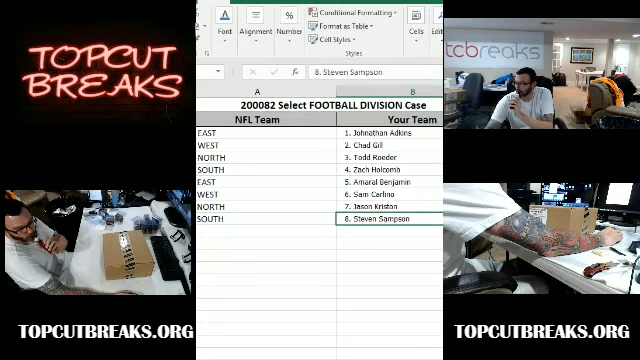 TOPCUT
BREAKS
Font
Alignment
Number
%
Conditional Formatting
Format as Table
Cell Styles
Styles
Cells
8. Steven Sampson
A
B
200082 Select FOOTBALL DIVISION Case
NFL Team
Your Team
EAST
1. Johnathan Adkins
WEST
2. Chad Gill
NORTH
3. Todd Roeder
SOUTH
4. Zach Holcomb
EAST
5. Amaral Benjamin
WEST
6. Sam Carlino
NORTH
7. Jason Kriston
SOUTH
8. Steven Sampson
tcbreaks
TOPCUTBREAKS.ORG
TOPCUTBREAKS.ORG